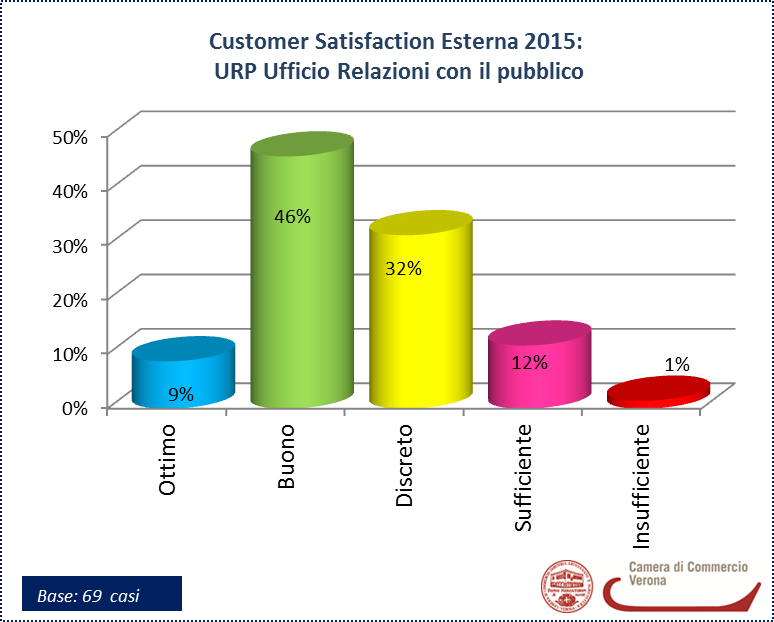 Customer Satisfaction Esterna 2015:
URP Ufficio Relazioni con il pubblico
50%
40%
30%
20%
10%
0%
9%
46%
32%
12%
1%
Ottimo
Buono
Discreto
Sufficiente
Insufficiente
Base: 69 casi
Camera di Commercio
Verona